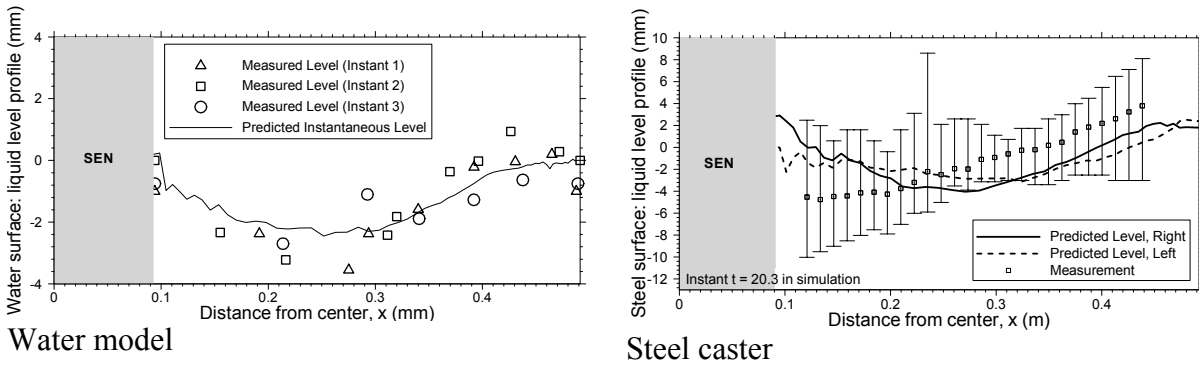 Water surface: liquid level profile (mm)
4
2
0
-2
-4
SEN
Measured Level (Instant 1)
Measured Level (Instant 2)
Measured Level (Instant 3)
Predicted Instantaneous Level
0
0.1
0.2
0.3
0.4
Distance from center, x (mm)
Water model
Steel surface: liquid level profile (mm)
10
8
6
4
2
0
-2
-4
-6
-8
-10
-12
SEN
Predicted Level, Right
Predicted Level, Left
Measurement
Instant t = 20.3 in simulation
0
0.1
0.2
0.3
0.4
Distance from center, x (m)
Steel caster